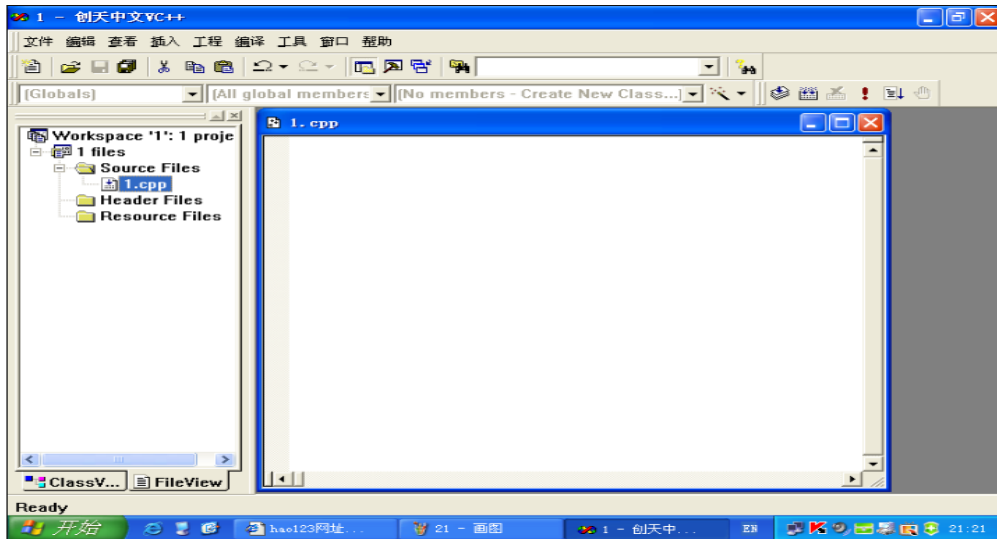 1 - 创天中文VC++
文件 编辑 查看 插入 工程 编译 工具 窗口 帮助
(Globals) (All global members (No members - Create New Class...)
Workspace '1': 1 proje
1 files
Source Files
1.cpp
Header Files
Resource Files
1.cpp
ClassV... FileView
Ready
开始 hao123网址... 21 - 画图 1 - 创天中... EN 21:21